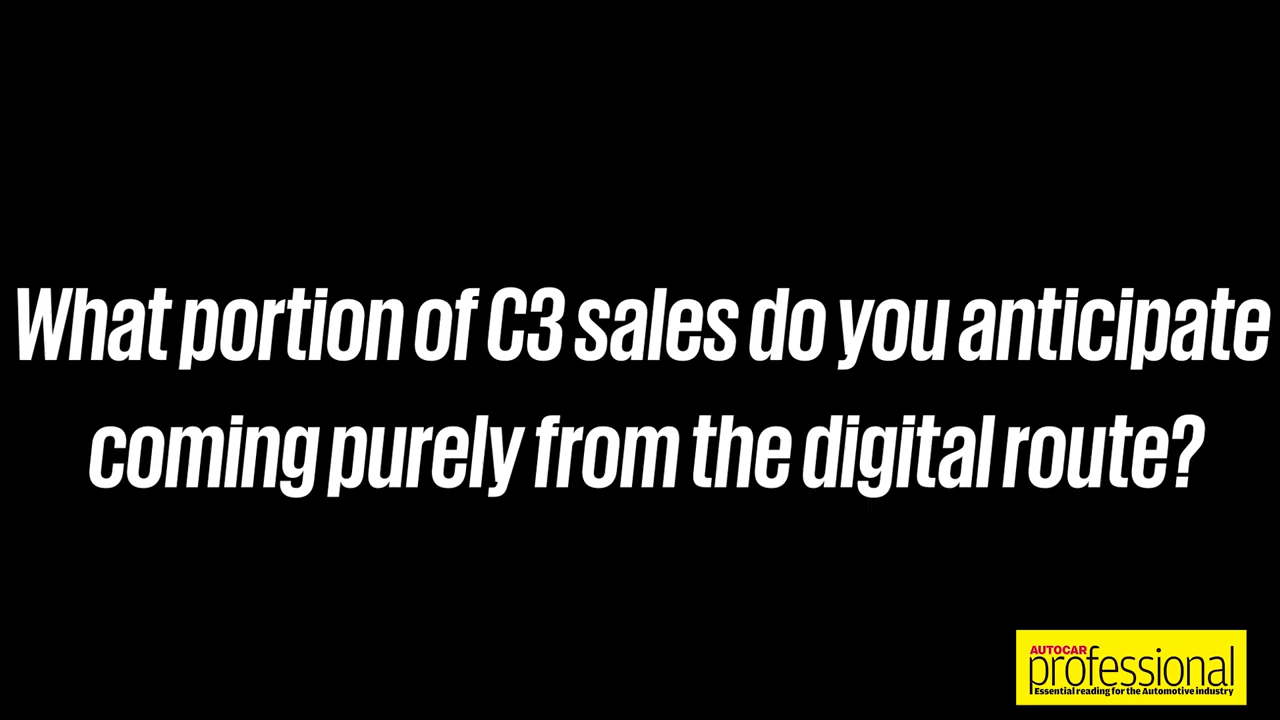 What portion of C3 sales do you anticipate
coming purely from the digital route?
AUTOCAR
professional
Essential reading for the Automotive industry